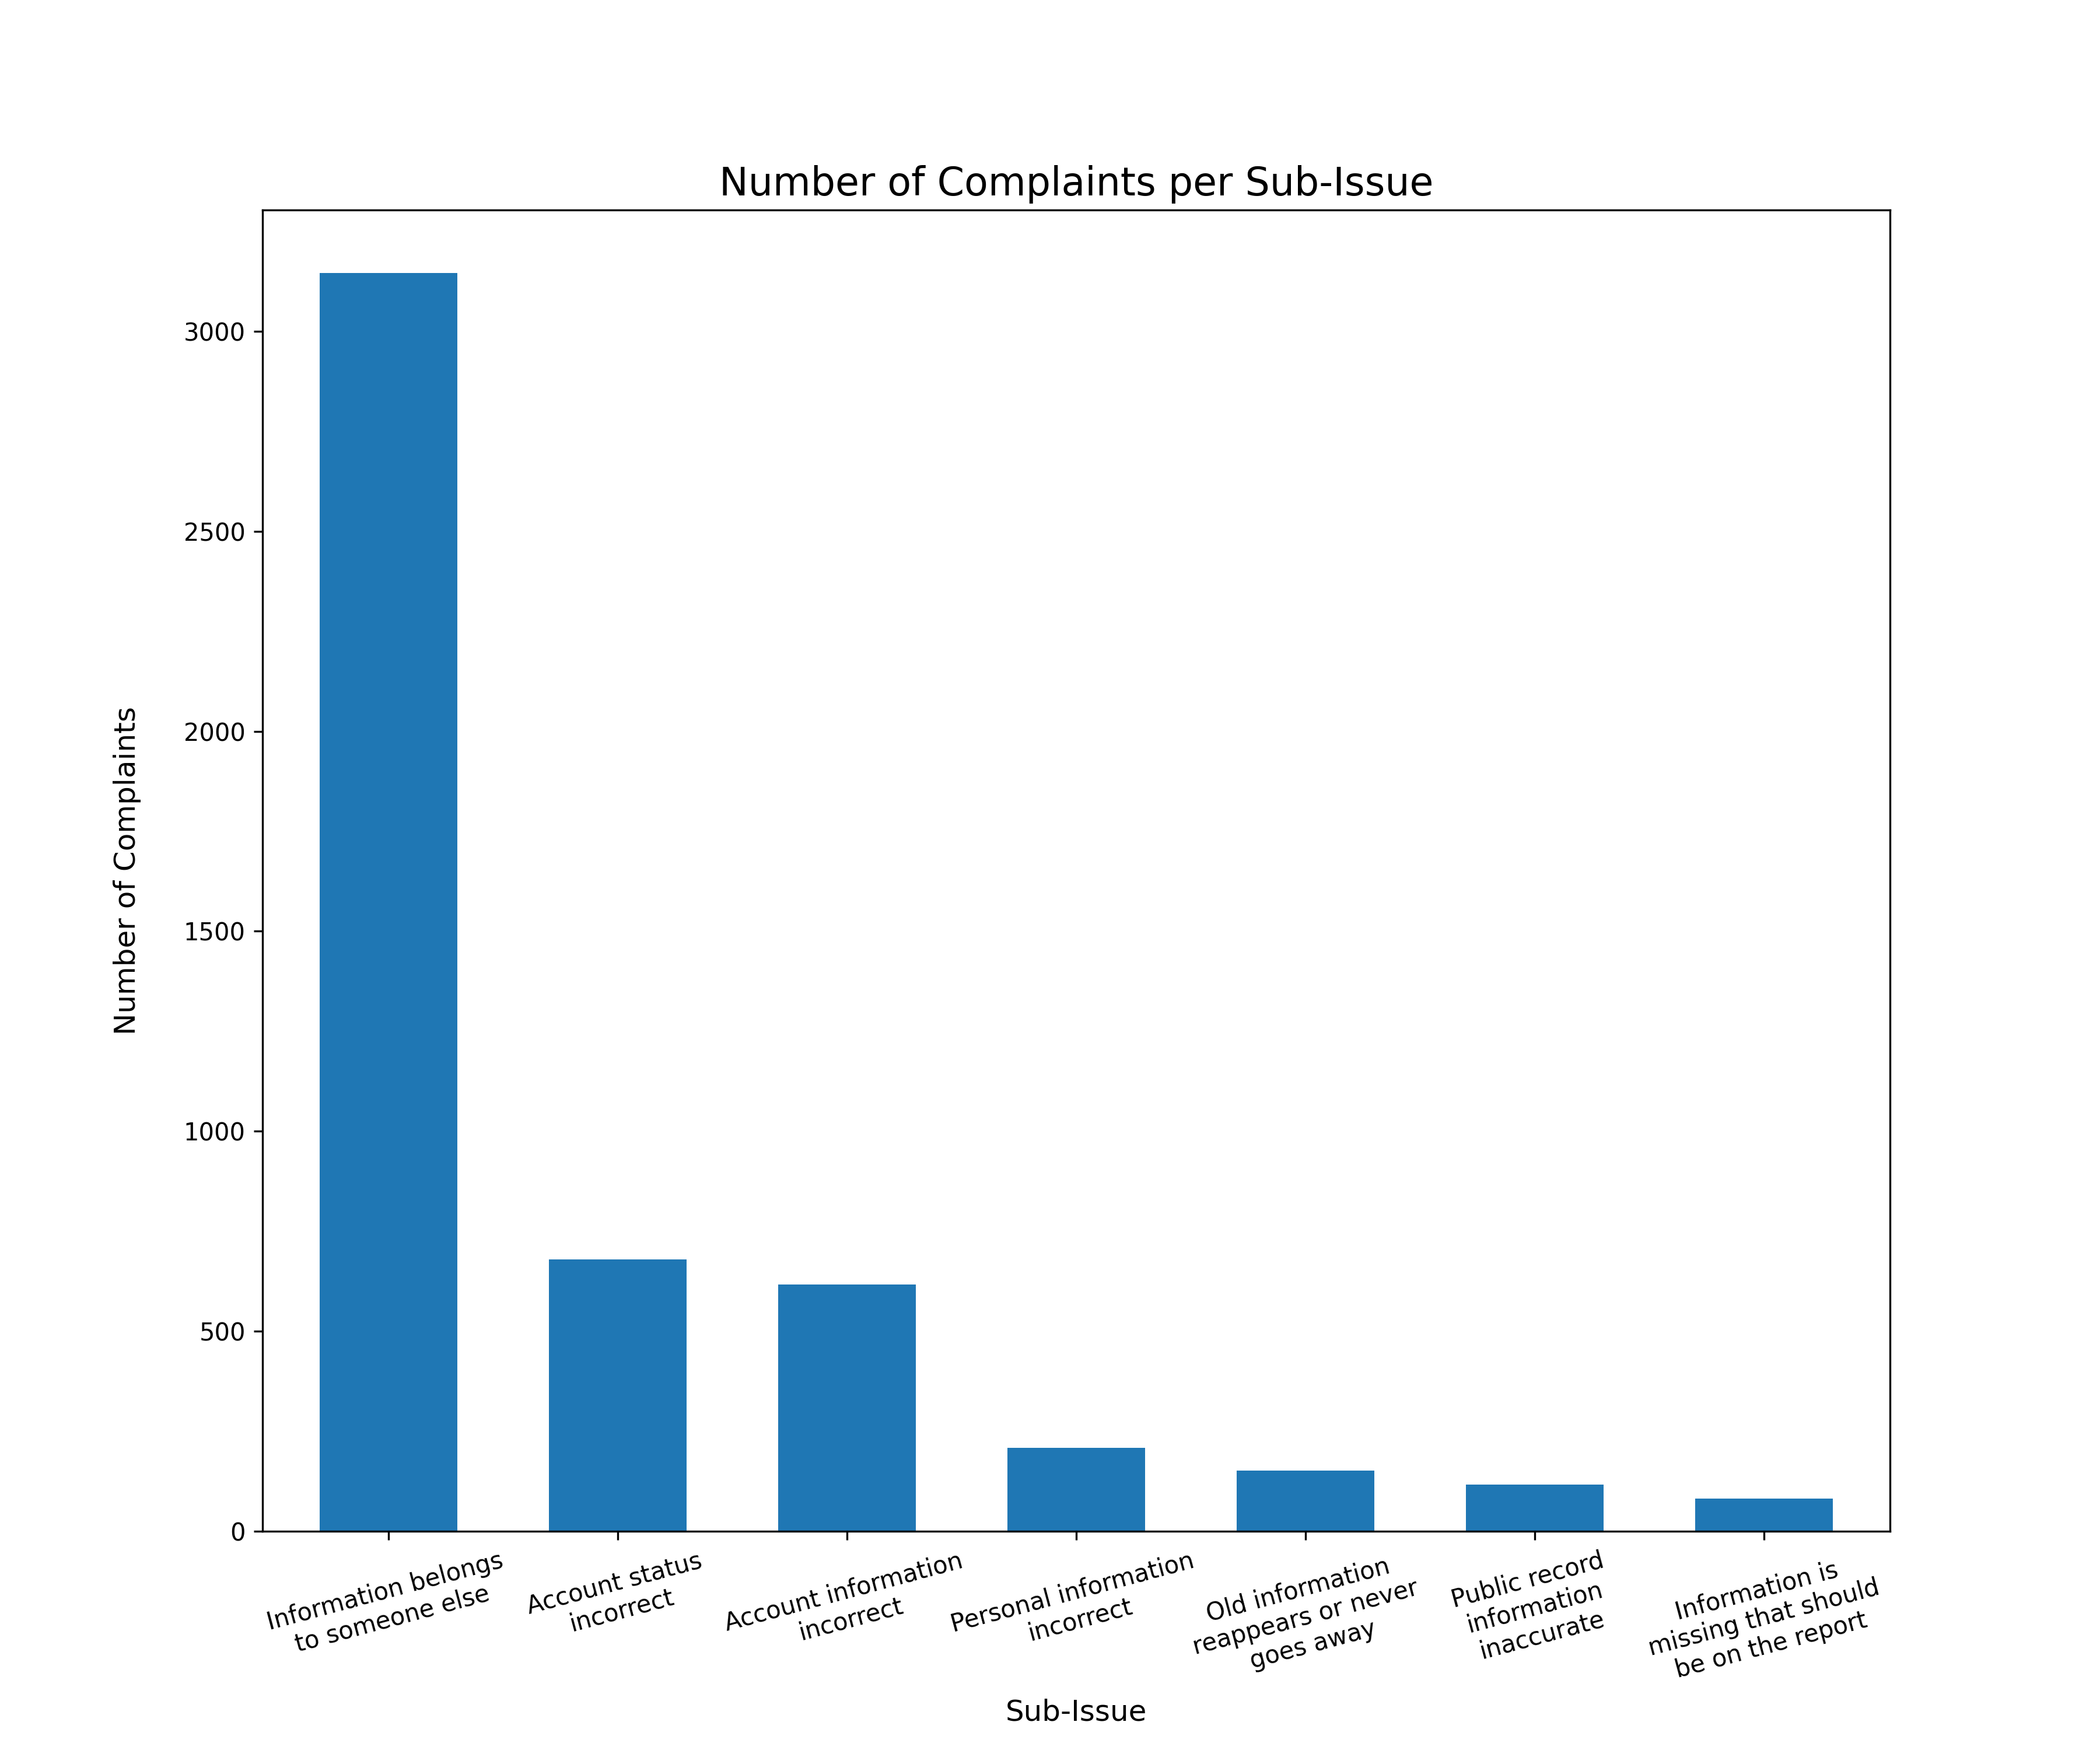 Number of Complaints per Sub-Issue
Number of Complaints
3000
2500
2000
1500
1000
500
0
Information belongs
to someone else
Account status
incorrect
Account information
incorrect
Personal information
incorrect
Old information
reappears or never
goes away
Public record
information
inaccurate
Information is
missing that should
be on the report
Sub-Issue